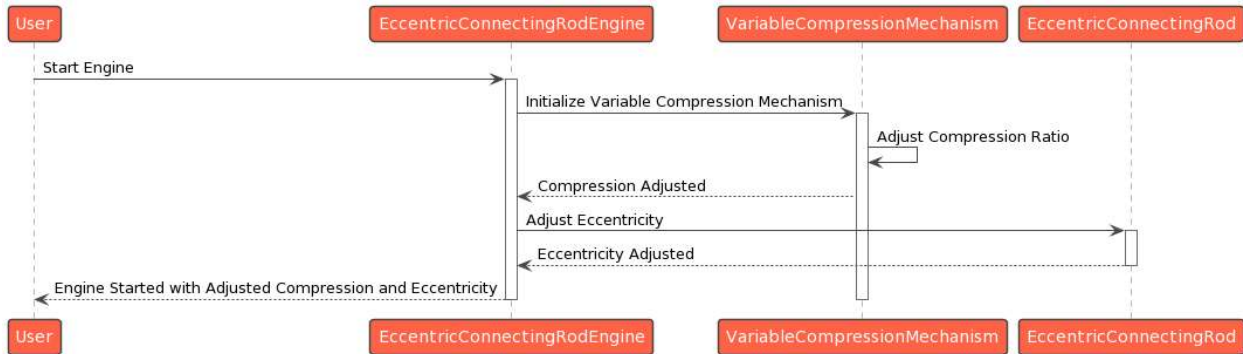 User
EccentricConnectingRodEngine
VariableCompressionMechanism
EccentricConnectingRod
Start Engine
Initialize Variable Compression Mechanism
Adjust Compression Ratio
Compression Adjusted
Adjust Eccentricity
Eccentricity Adjusted
Engine Started with Adjusted Compression and Eccentricity
User
EccentricConnectingRodEngine
VariableCompressionMechanism
EccentricConnectingRod